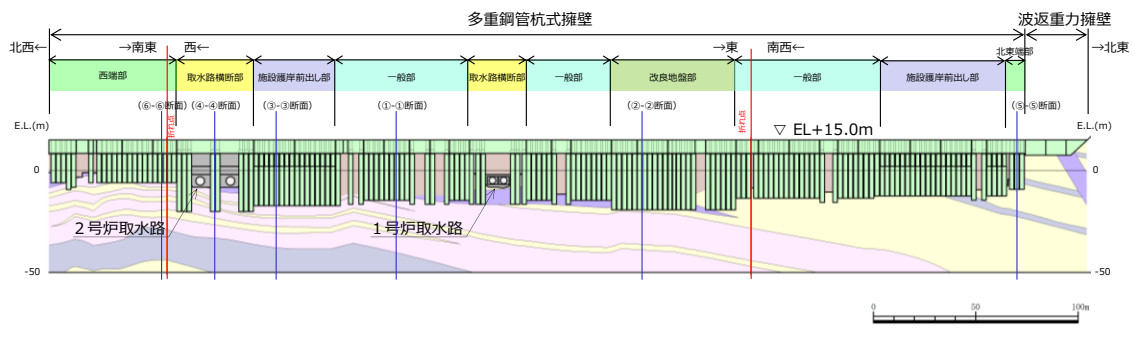 多重鋼管杭式擁壁
波返重力擁壁
北西← →南東 西← →東 南西← →北東
西端部 取水路横断部 施設護岸前出し部 一般部 取水路横断部 一般部 改良地盤部 一般部 施設護岸前出し部 北東端部
(⑥-⑥断面) (④-④断面) (③-③断面) (①-①断面) (②-②断面) (⑤-⑤断面)
折れ点
折れ点
E.L.(m)
E.L.(m)
▽ EL+15.0m
0
0
2号炉取水路
1号炉取水路
-50
-50
0 50 100m